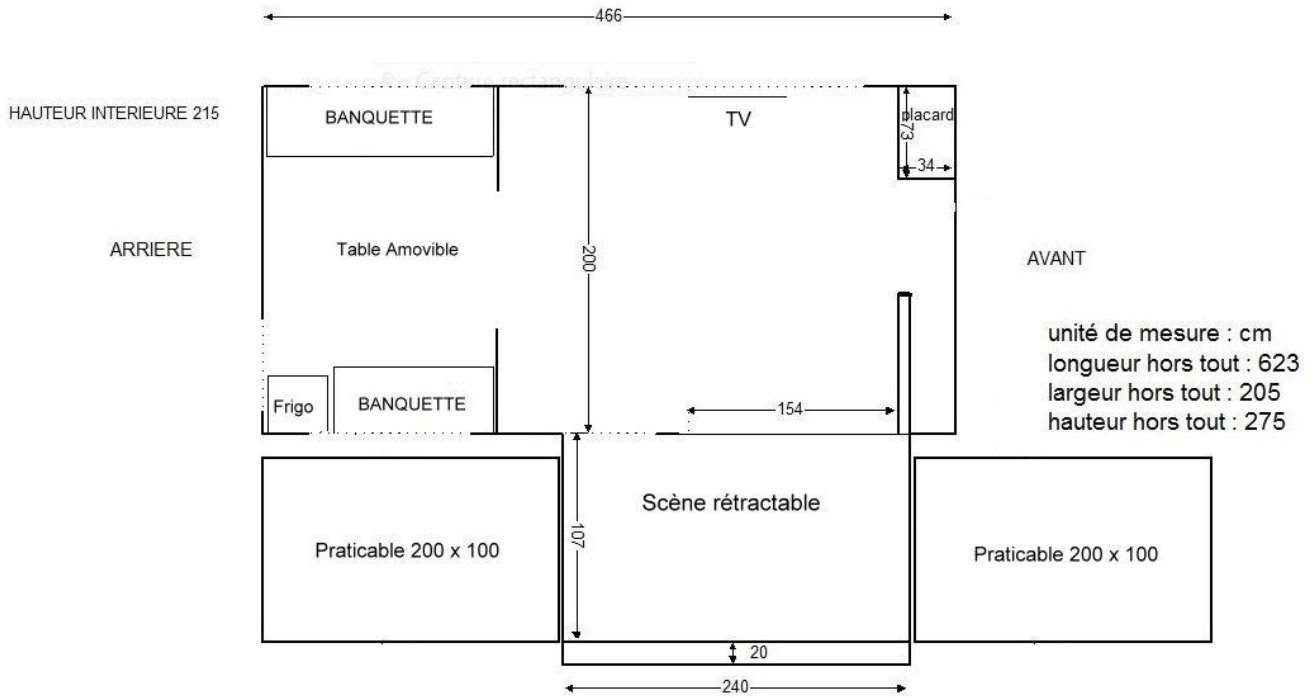 466
Capture rectangulaire
HAUTEUR INTERIEURE 215
BANQUETTE
TV
placard
73
34
ARRIERE
Table Amovible
200
AVANT
unité de mesure : cm
longueur hors tout : 623
largeur hors tout : 205
hauteur hors tout : 275
Frigo
BANQUETTE
154
Scène rétractable
107
Praticable 200 x 100
Praticable 200 x 100
20
240